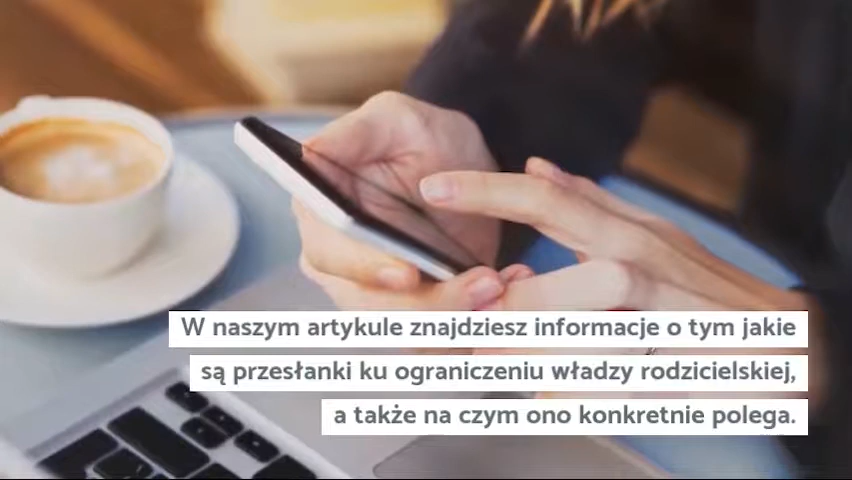 W naszym artykule znajdziesz informacje o tym jakie
są przesłanki ku ograniczeniu władzy rodzicielskiej,
a także na czym ono konkretnie polega.